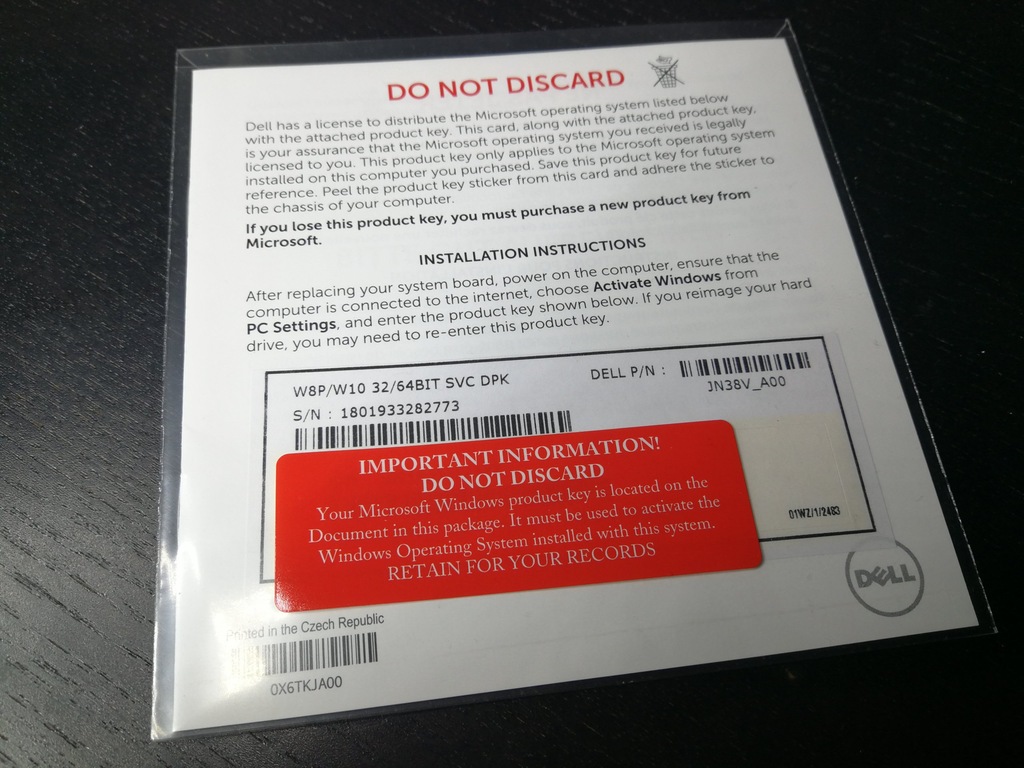 DO NOT DISCARD
Dell has a license to distribute the Microsoft operating system listed below
with the attached product key. This card, along with the attached product key,
is your assurance that the Microsoft operating system you received is legally
licensed to you. This product key only applies to the Microsoft operating system
installed on this computer you purchased. Save this product key for future
reference. Peel the product key sticker from this card and adhere the sticker to
the chassis of your computer.
If you lose this product key, you must purchase a new product key from
Microsoft.
INSTALLATION INSTRUCTIONS
After replacing your system board, power on the computer, ensure that the
computer is connected to the internet, choose Activate Windows from
PC Settings, and enter the product key shown below. If you reimage your hard
drive, you may need to re-enter this product key.
W8P/W10 32/64BIT SVC DPK
DELL P/N :
JN38V_A00
S/N : 1801933282773
IMPORTANT INFORMATION!
DO NOT DISCARD
Your Microsoft Windows product key is located on the
Document in this package. It must be used to activate the
Windows Operating System installed with this system.
RETAIN FOR YOUR RECORDS
01WZ/1/2483
DELL
Printed in the Czech Republic
0X6TKJA00